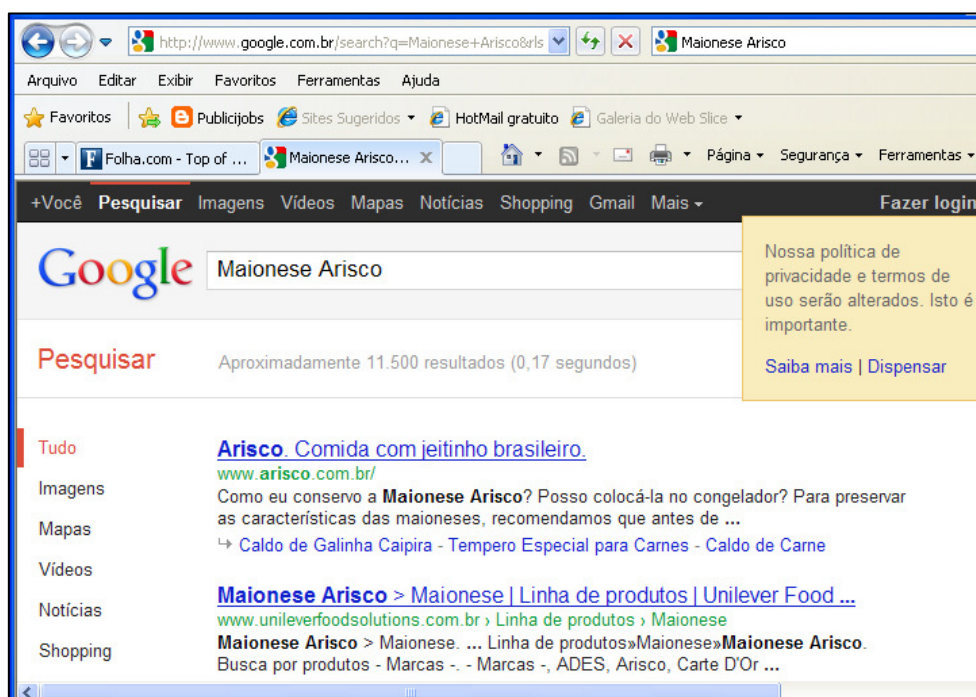 http://www.google.com.br/search?q=Maionese+Arisco&rls Maionese Arisco
Arquivo Editar Exibir Favoritos Ferramentas Ajuda
Favoritos Publicijobs Sites Sugeridos HotMail gratuito Galeria do Web Slice
Folha.com - Top of ... Maionese Arisco... Página Segurança Ferramentas
+Você Pesquisar Imagens Vídeos Mapas Notícias Shopping Gmail Mais Fazer login
Google Maionese Arisco
Nossa política de
privacidade e termos de
uso serão alterados. Isto é
importante.
Saiba mais | Dispensar
Pesquisar Aproximadamente 11.500 resultados (0,17 segundos)
Tudo
Imagens
Mapas
Vídeos
Notícias
Shopping
Arisco. Comida com jeitinho brasileiro.
www.arisco.com.br/
Como eu conservo a Maionese Arisco? Posso colocá-la no congelador? Para preservar
as características das maioneses, recomendamos que antes de ...
Caldo de Galinha Caipira - Tempero Especial para Carnes - Caldo de Carne
Maionese Arisco > Maionese | Linha de produtos | Unilever Food ...
www.unileverfoodsolutions.com.br › Linha de produtos › Maionese
Maionese Arisco > Maionese. ... Linha de produtos»Maionese»Maionese Arisco.
Busca por produtos - Marcas -. - Marcas -, ADES, Arisco, Carte D'Or ...